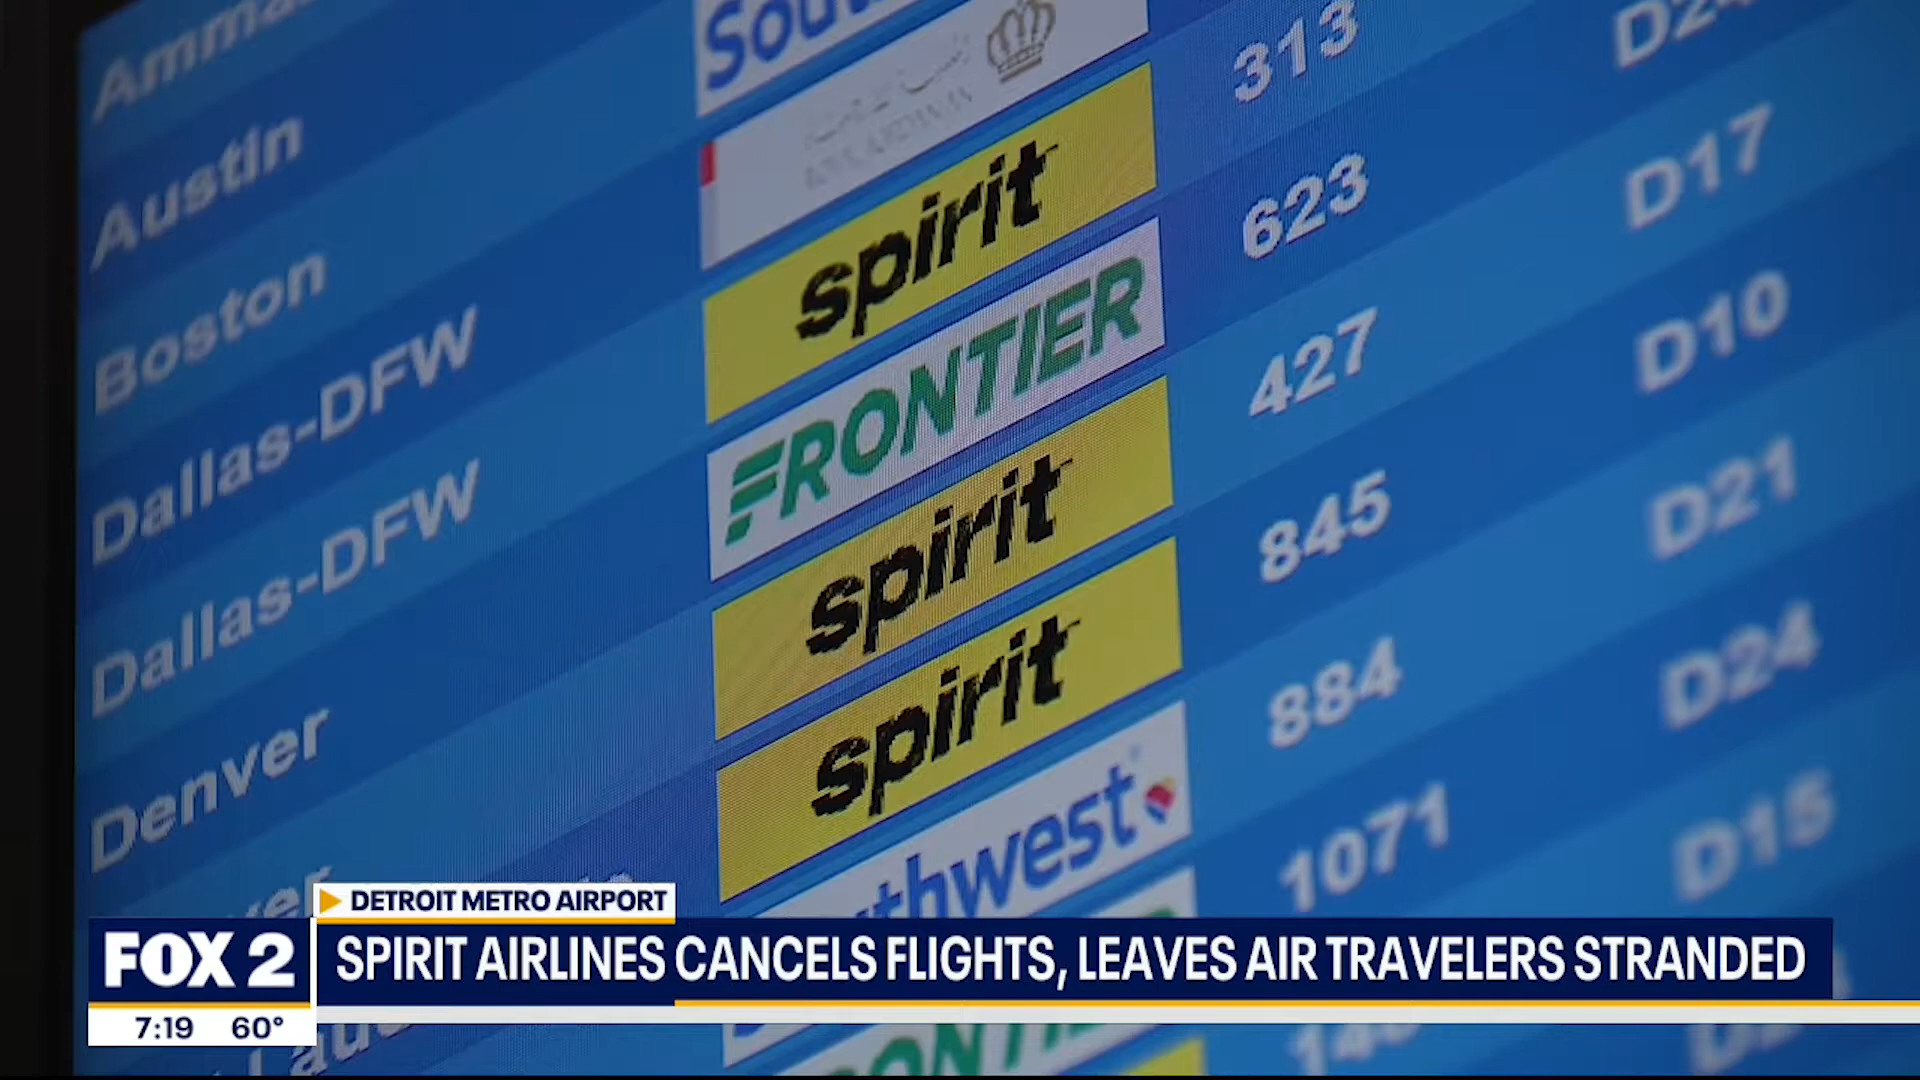 Austin
Boston
Dallas-DFW
Dallas-DFW spirit 313
Denver FRONTIER 623
spirit 427 D17
spirit 845 D10
884 D21
1071 D24
D15
DETROIT METRO AIRPORT
FOX 2 SPIRIT AIRLINES CANCELS FLIGHTS, LEAVES AIR TRAVELERS STRANDED
7:19 60°